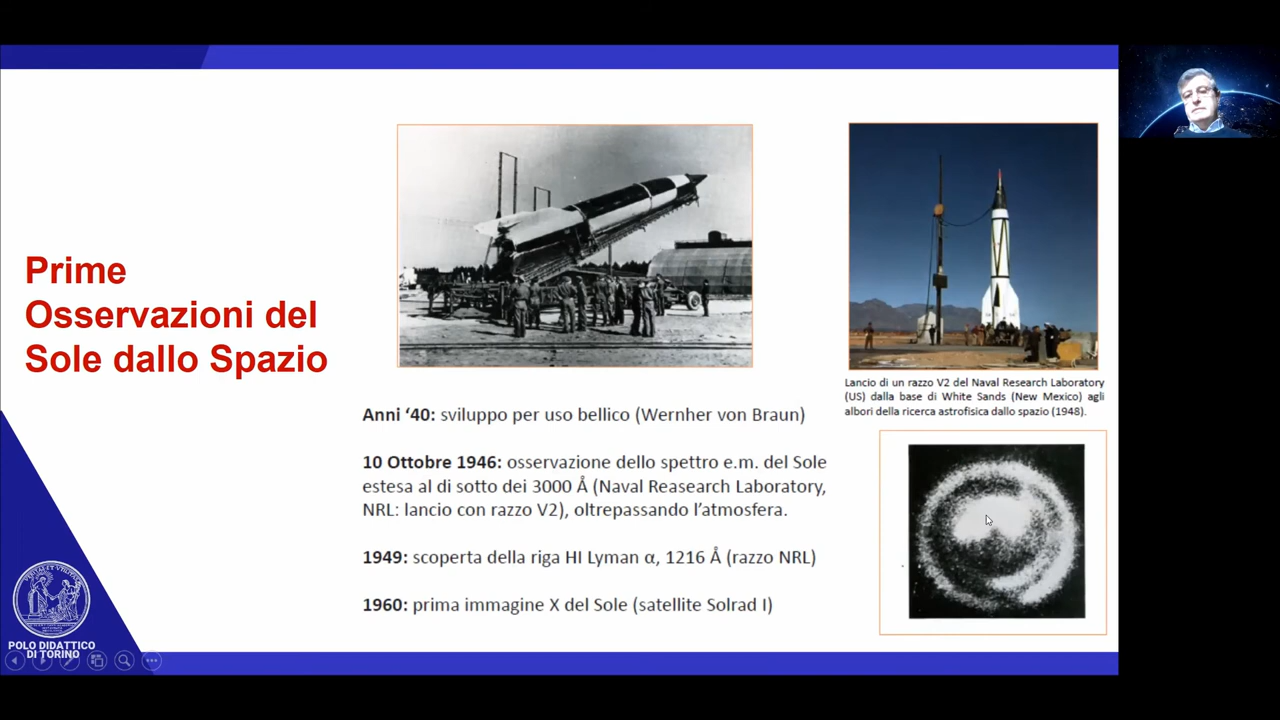 Prime
Osservazioni del
Sole dallo Spazio
Anni ‘40: sviluppo per uso bellico (Wernher von Braun)
10 Ottobre 1946: osservazione dello spettro e.m. del Sole
estesa al di sotto dei 3000 Å (Naval Reasearch Laboratory,
NRL: lancio con razzo V2), oltrepassando l’atmosfera.
1949: scoperta della riga HI Lyman α, 1216 Å (razzo NRL)
1960: prima immagine X del Sole (satellite Solrad I)
Lancio di un razzo V2 del Naval Research Laboratory
(US) dalla base di White Sands (New Mexico) agli
albori della ricerca astrofisica dallo spazio (1948).
POLO DIDATTICO
DI TORINO